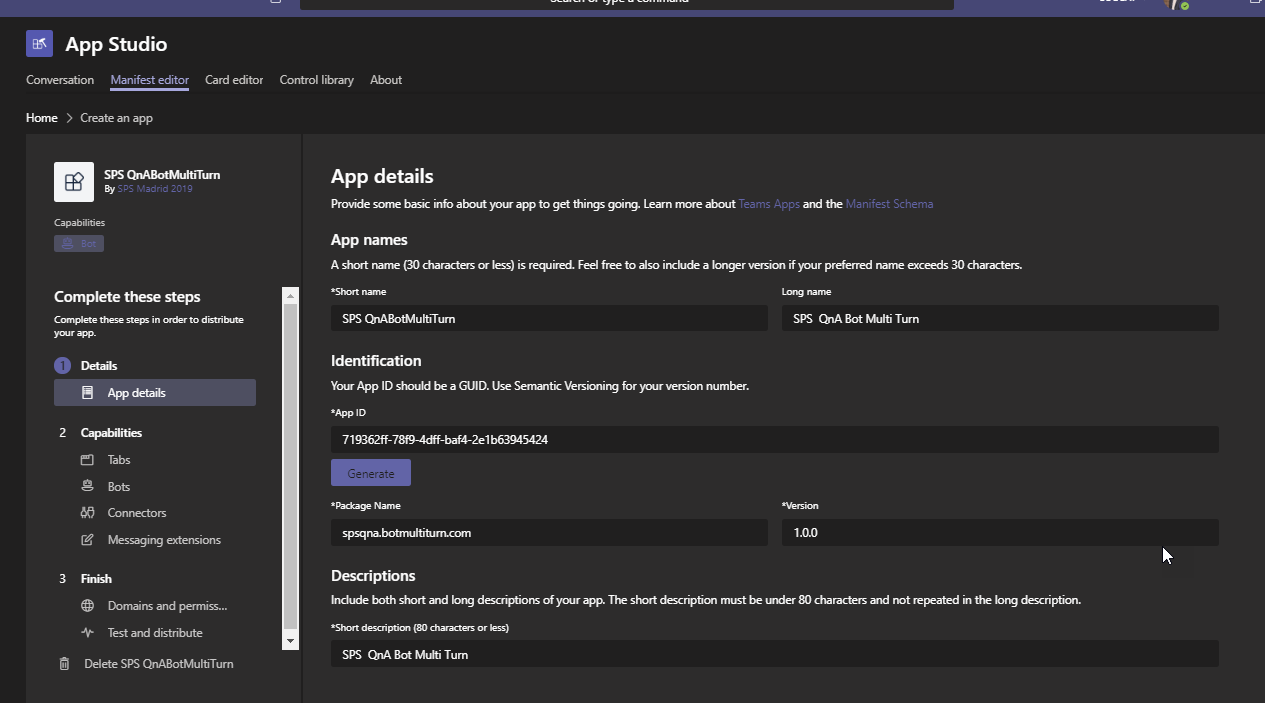 Search or type a command
App Studio
Conversation Manifest editor Card editor Control library About
Home > Create an app
SPS QnABotMultiTurn
By SPS Madrid 2019
Capabilities
Bot
Complete these steps
Complete these steps in order to distribute
your app.
1 Details
App details
2 Capabilities
Tabs
Bots
Connectors
Messaging extensions
3 Finish
Domains and permiss...
Test and distribute
Delete SPS QnABotMultiTurn
App details
Provide some basic info about your app to get things going. Learn more about Teams Apps and the Manifest Schema
App names
A short name (30 characters or less) is required. Feel free to also include a longer version if your preferred name exceeds 30 characters.
*Short name Long name
SPS QnABotMultiTurn SPS QnA Bot Multi Turn
Identification
Your App ID should be a GUID. Use Semantic Versioning for your version number.
*App ID
719362ff-78f9-4dff-baf4-2e1b63945424
Generate
*Package Name *Version
spsqna.botmultiturn.com 1.0.0
Descriptions
Include both short and long descriptions of your app. The short description must be under 80 characters and not repeated in the long description.
*Short description (80 characters or less)
SPS QnA Bot Multi Turn